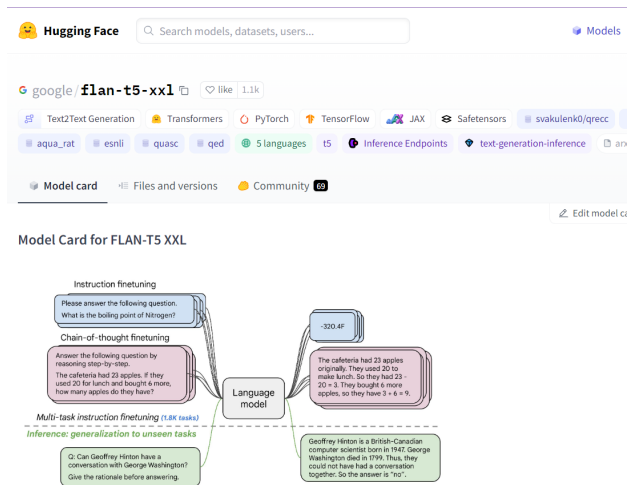 Hugging Face
Search models, datasets, users...
Models
google/flan-t5-xxl
like 1.1k
Text2Text Generation Transformers PyTorch TensorFlow JAX Safetensors svakulenk0/qrecc
aqua_rat esnli quasc qed 5 languages t5 Inference Endpoints text-generation-inference
Model card Files and versions Community 69
Edit model
Model Card for FLAN-T5 XXL
Instruction finetuning
Please answer the following question.
What is the boiling point of Nitrogen?
-320.4F
Chain-of-thought finetuning
Answer the following question by
reasoning step-by-step.
The cafeteria had 23 apples. If they
used 20 for lunch and bought 6 more,
how many apples do they have?
The cafeteria had 23 apples
originally. They used 20 to
make lunch. So they had 23 -
20 = 3. They bought 6 more
apples, so they have 3 + 6 = 9.
Language
model
Multi-task instruction finetuning (1.8K tasks)
Inference: generalization to unseen tasks
Q: Can Geoffrey Hinton have a
conversation with George Washington?
Give the rationale before answering.
Geoffrey Hinton is a British-Canadian
computer scientist born in 1947. George
Washington died in 1799. Thus, they
could not have had a conversation
together. So the answer is "no".